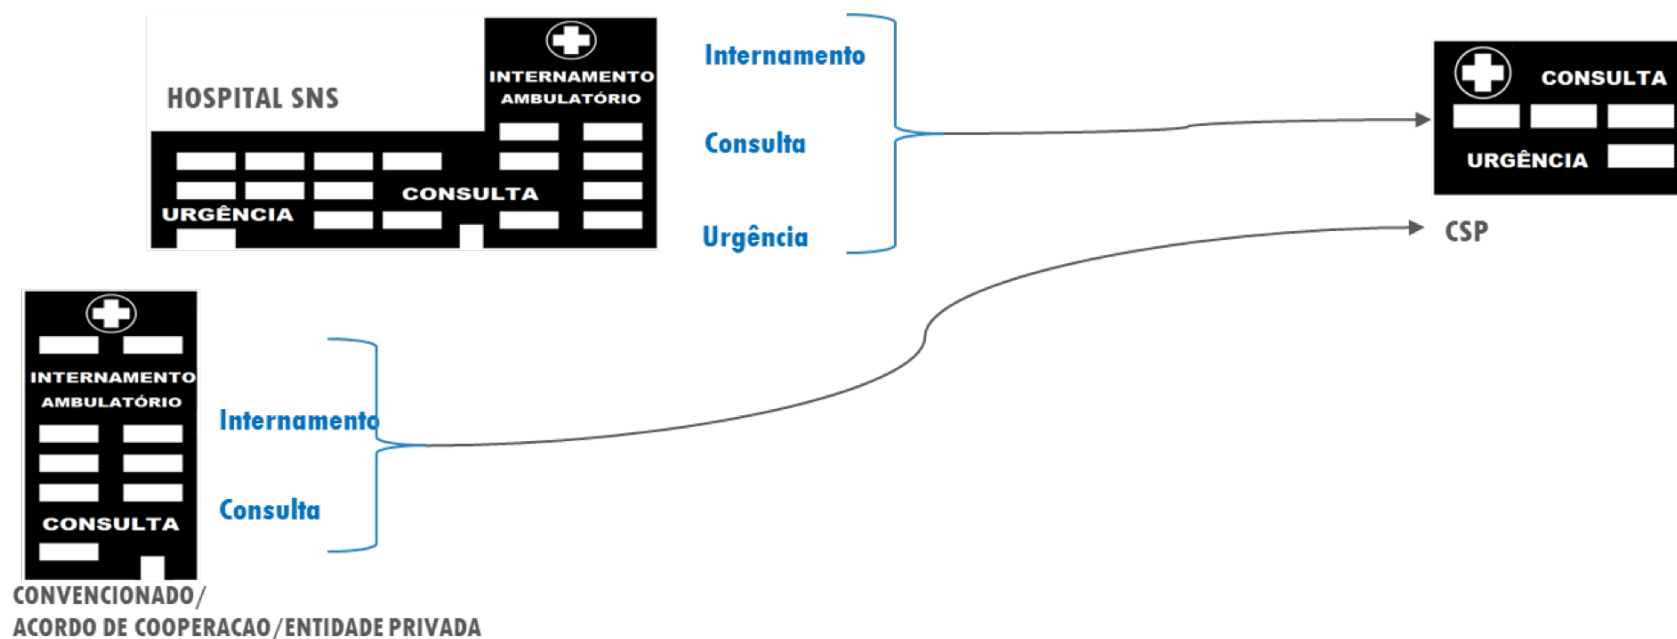 HOSPITAL SNS
INTERNAMENTO
AMBULATÓRIO
CONSULTA
URGÊNCIA
Internamento
Consulta
Urgência
CONSULTA
URGÊNCIA
CSP
INTERNAMENTO
AMBULATÓRIO
CONSULTA
Internamento
Consulta
CONVENCIONADO/
ACORDO DE COOPERACAO/ENTIDADE PRIVADA